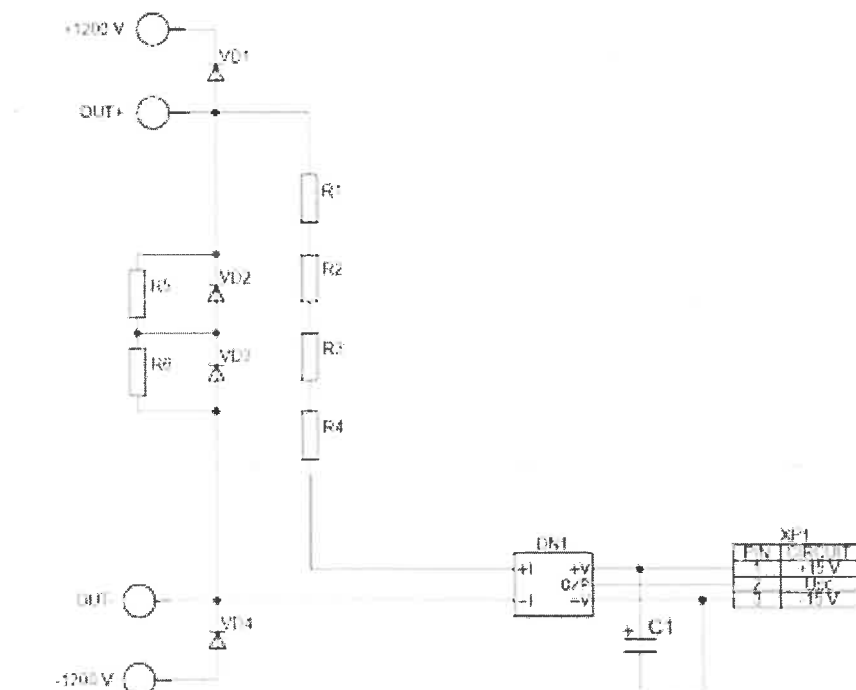 +1200 V
VD1
OUT+
R1
R2
R5
VD2
R3
R6
VD3
R4
DN1
XP1
PIN CIRCUIT
+I +V 1 +15 V
O/P 2
-I -V 3 -15 V
OUT-
VD4
+ C1
-1200 V